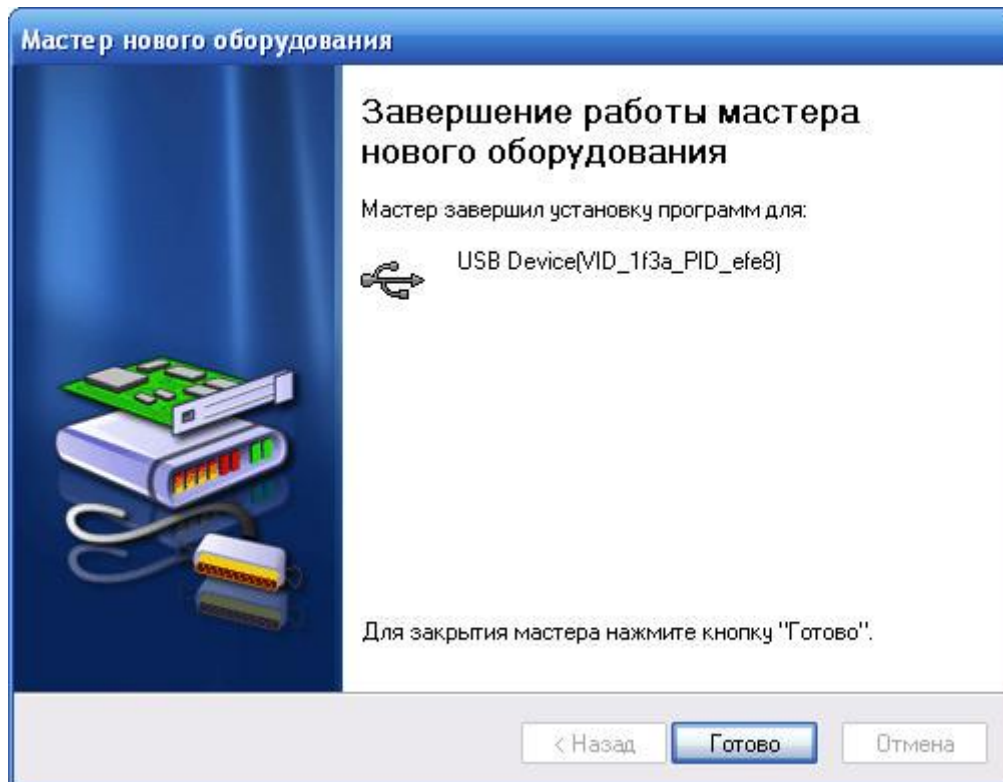 Мастер нового оборудования
Завершение работы мастера
нового оборудования
Мастер завершил установку программ для:
USB Device(VID_1f3a_PID_efe8)
Для закрытия мастера нажмите кнопку "Готово".
< Назад
Готово
Отмена